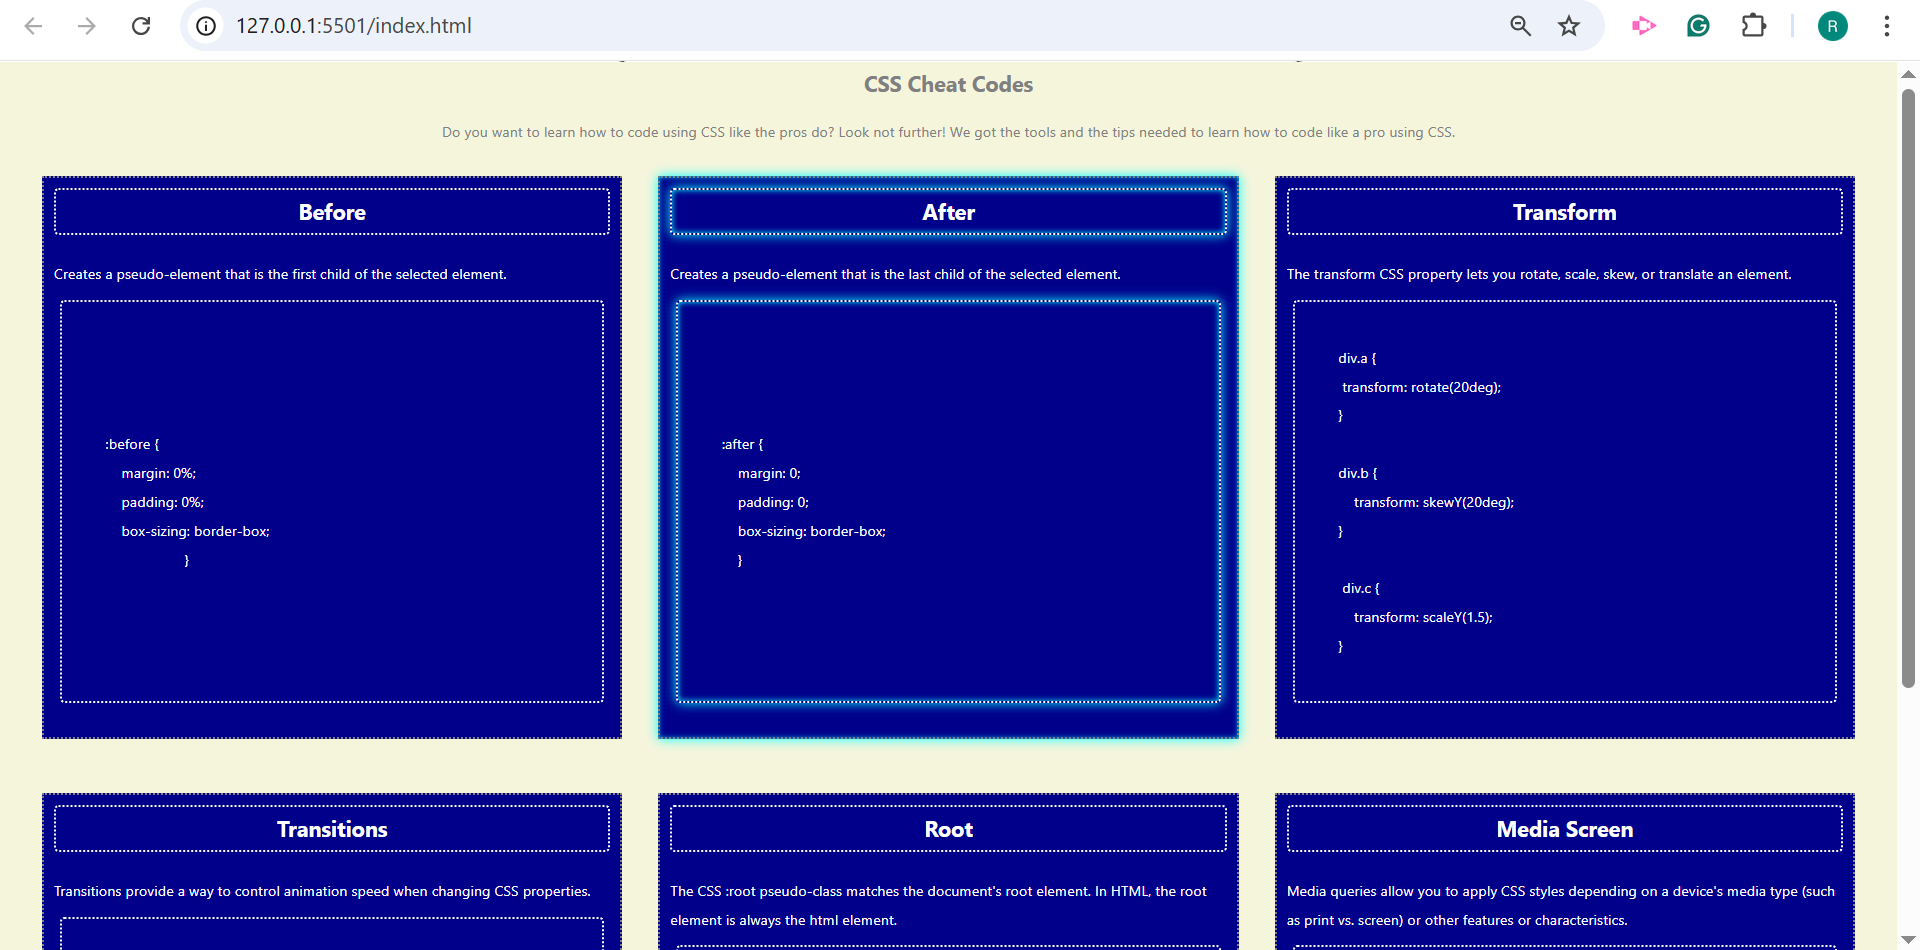 127.0.0.1:5501/index.html
R
CSS Cheat Codes
Do you want to learn how to code using CSS like the pros do? Look not further! We got the tools and the tips needed to learn how to code like a pro using CSS.
Before
Creates a pseudo-element that is the first child of the selected element.
:before {
margin: 0%;
padding: 0%;
box-sizing: border-box;
}
After
Creates a pseudo-element that is the last child of the selected element.
:after {
margin: 0;
padding: 0;
box-sizing: border-box;
}
Transform
The transform CSS property lets you rotate, scale, skew, or translate an element.
div.a {
transform: rotate(20deg);
}
div.b {
transform: skewY(20deg);
}
div.c {
transform: scaleY(1.5);
}
Transitions
Transitions provide a way to control animation speed when changing CSS properties.
Root
The CSS :root pseudo-class matches the document's root element. In HTML, the root
element is always the html element.
Media Screen
Media queries allow you to apply CSS styles depending on a device's media type (such
as print vs. screen) or other features or characteristics.